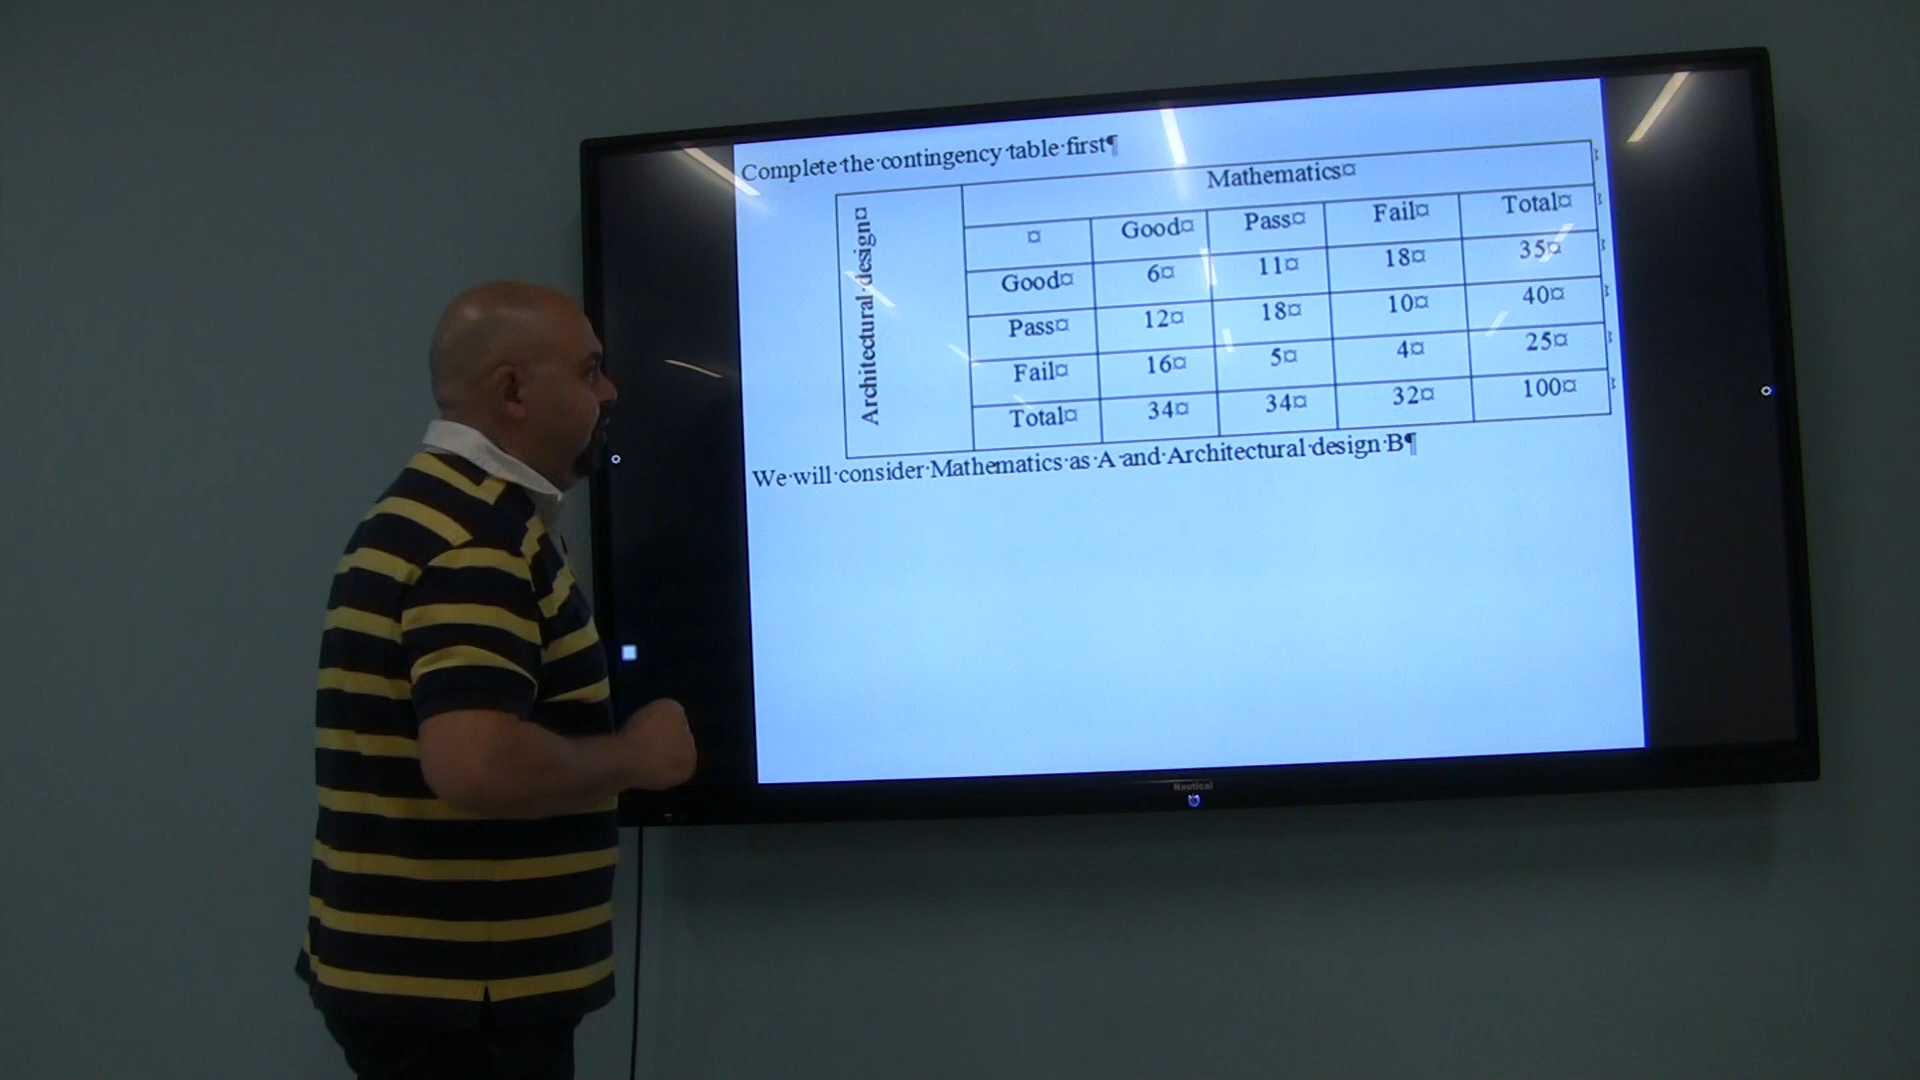 Complete·the·contingency·table·first¶
Architectural·design¤
Mathematics¤
¤ Good¤ Pass¤ Fail¤ Total¤
Good¤ 6¤ 11¤ 18¤ 35¤
Pass¤ 12¤ 18¤ 10¤ 40¤
Fail¤ 16¤ 5¤ 4¤ 25¤
Total¤ 34¤ 34¤ 32¤ 100¤
We·will·consider·Mathematics·as·A·and·Architectural·design·B¶
Nautical